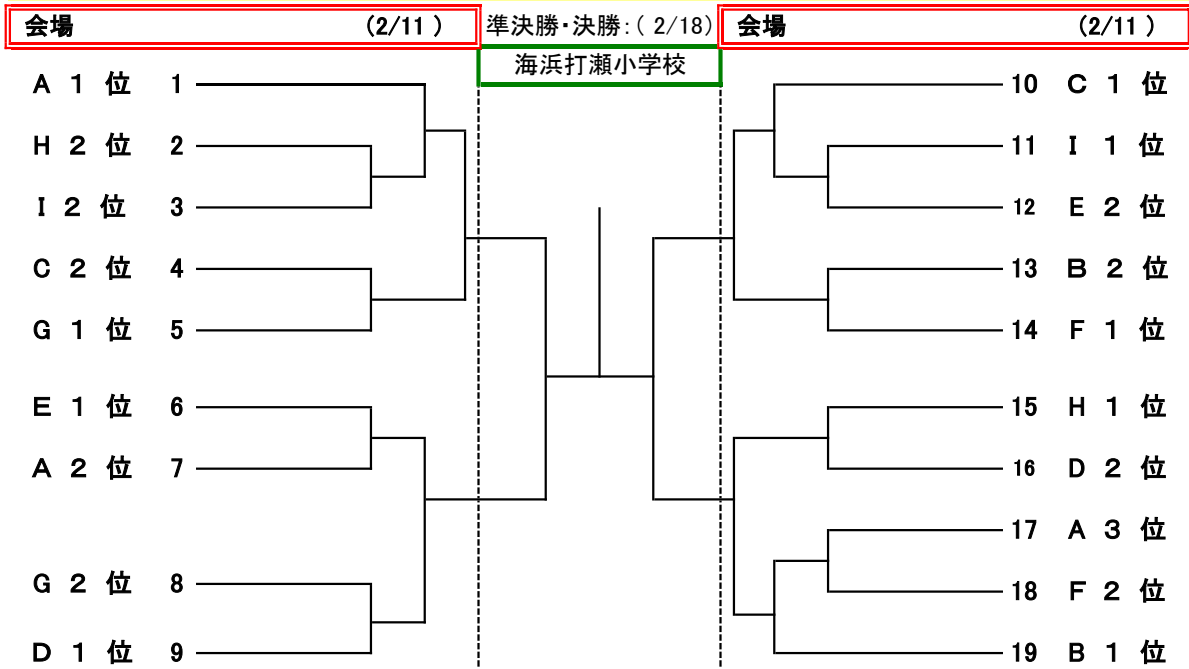 会場 (2/11 ) 準決勝・決勝：( 2/18) 会場 (2/11 )
海浜打瀬小学校
A 1 位 1
H 2 位 2
I 2 位 3
C 2 位 4
G 1 位 5
E 1 位 6
A 2 位 7
G 2 位 8
D 1 位 9
10 C 1 位
11 I 1 位
12 E 2 位
13 B 2 位
14 F 1 位
15 H 1 位
16 D 2 位
17 A 3 位
18 F 2 位
19 B 1 位